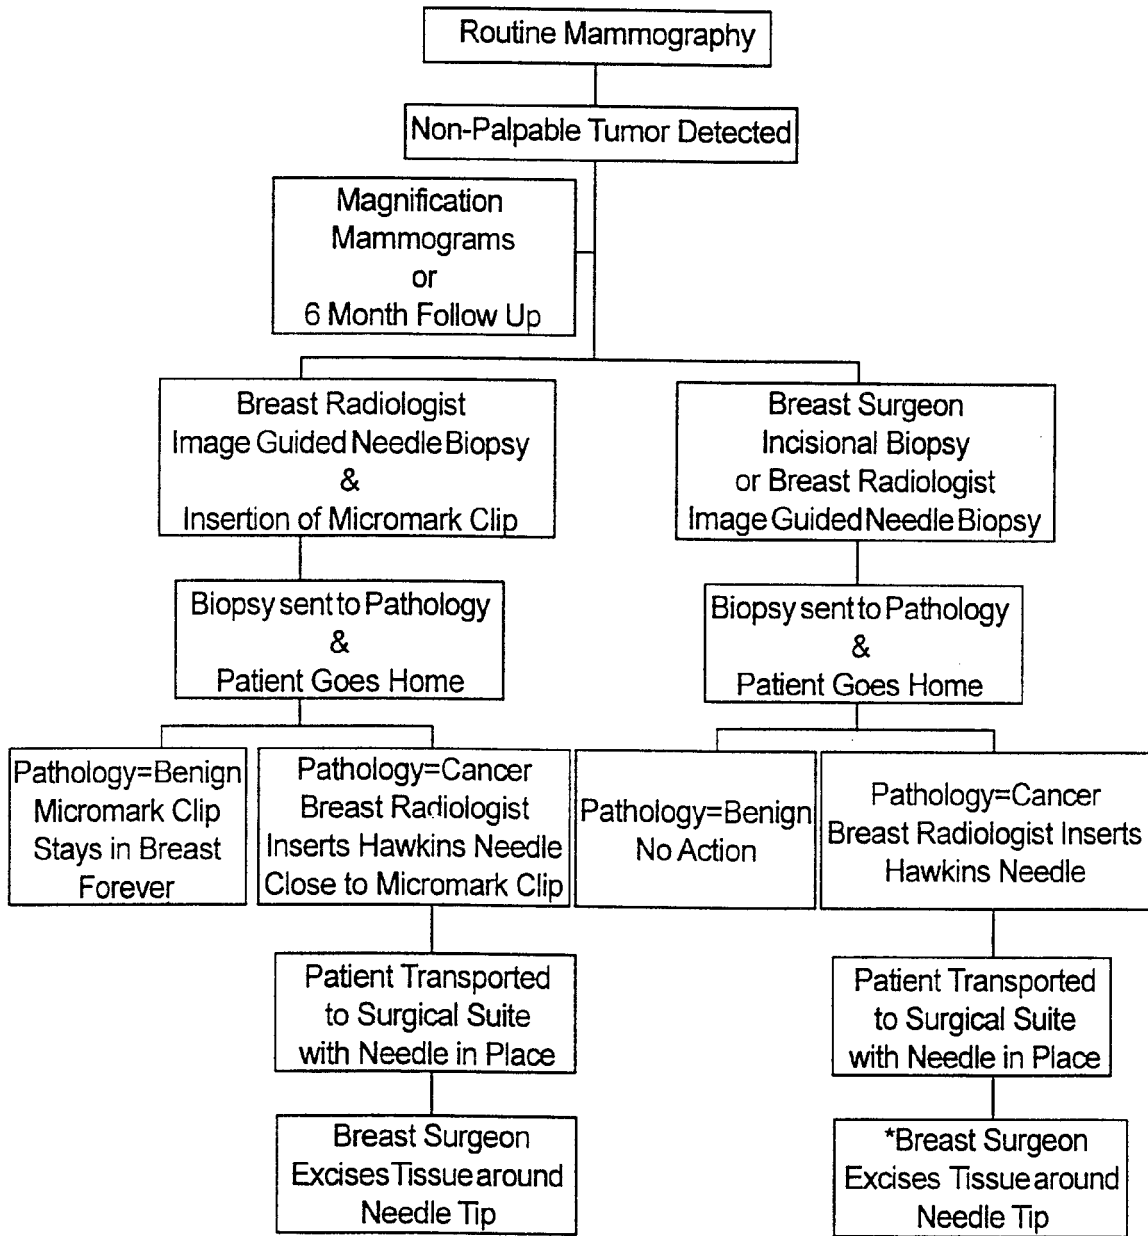 Routine Mammography
Non-Palpable Tumor Detected
Magnification
Mammograms
or
6 Month Follow Up
Breast Radiologist
Image Guided Needle Biopsy
&
Insertion of Micromark Clip
Breast Surgeon
Incisional Biopsy
or Breast Radiologist
Image Guided Needle Biopsy
Biopsy sent to Pathology
&
Patient Goes Home
Biopsy sent to Pathology
&
Patient Goes Home
Pathology=Benign
Micromark Clip
Stays in Breast
Forever
Pathology=Cancer
Breast Radiologist
Inserts Hawkins Needle
Close to Micromark Clip
Pathology=Benign
No Action
Pathology=Cancer
Breast Radiologist Inserts
Hawkins Needle
Patient Transported
to Surgical Suite
with Needle in Place
Patient Transported
to Surgical Suite
with Needle in Place
Breast Surgeon
Excises Tissue around
Needle Tip
*Breast Surgeon
Excises Tissue around
Needle Tip